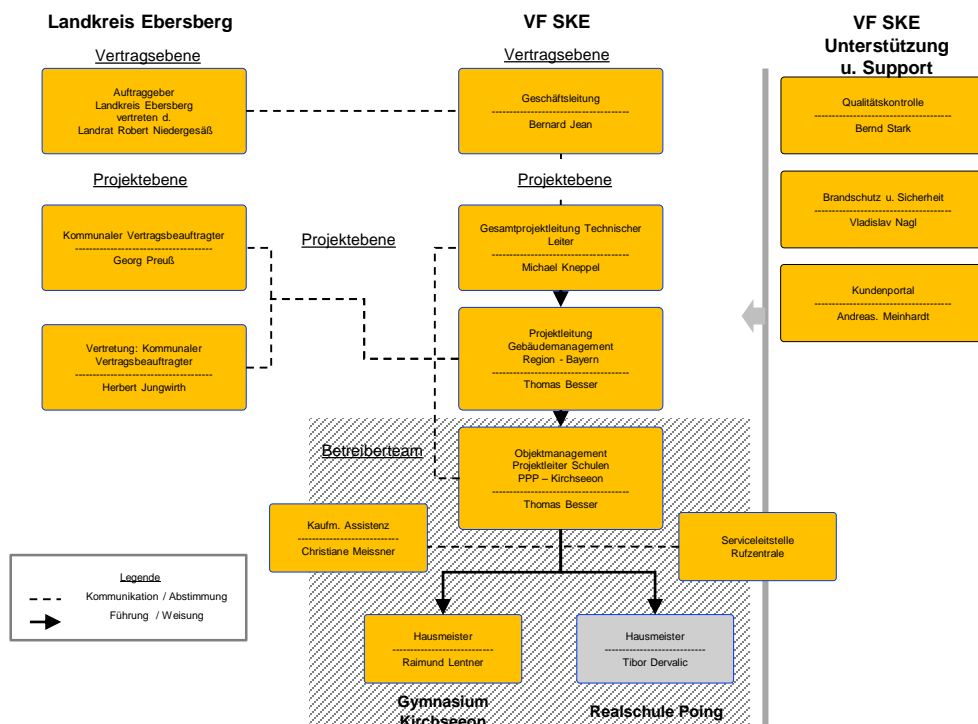 Landkreis Ebersberg
Vertragsebene
Auftraggeber
Landkreis Ebersberg
vertreten d.
Landrat Robert Niedergesäß
Projektebene
Kommunaler Vertragsbeauftragter
Georg Preuß
Vertretung: Kommunaler
Vertragsbeauftragter
Herbert Jungwirth
Projektebene
VF SKE
Vertragsebene
Geschäftsleitung
Bernard Jean
Projektebene
Gesamtprojektleitung Technischer
Leiter
Michael Kneppel
Projektleitung
Gebäudemanagement
Region - Bayern
Thomas Besser
Betreiberteam
Objektmanagement
Projektleiter Schulen
PPP – Kirchseeon
Thomas Besser
Kaufm. Assistenz
Christiane Meissner
Serviceleitstelle
Rufzentrale
Hausmeister
Raimund Lentner
Gymnasium
Kirchseeon
Hausmeister
Tibor Dervalic
Realschule Poing
VF SKE
Unterstützung
u. Support
Qualitätskontrolle
Bernd Stark
Brandschutz u. Sicherheit
Vladislav Nagl
Kundenportal
Andreas. Meinhardt
Legende
Kommunikation / Abstimmung
Führung / Weisung